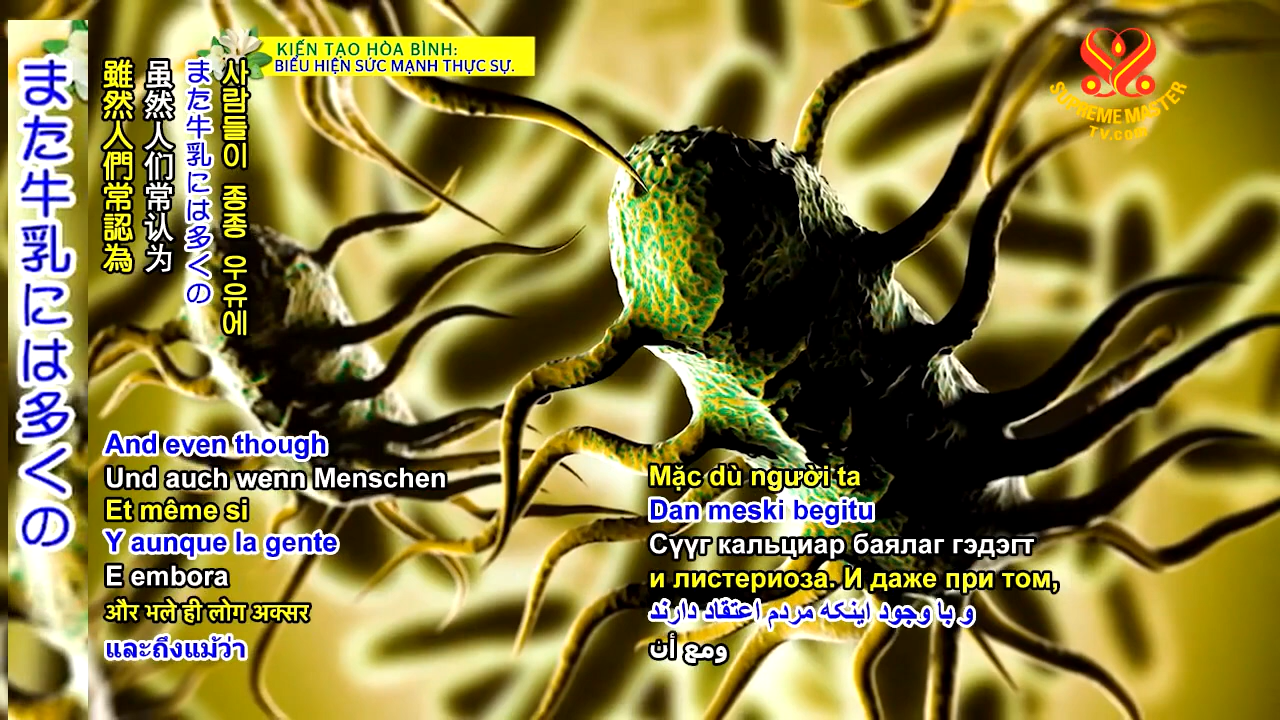 KIẾN TẠO HÒA BÌNH:
BIỂU HIỆN SỨC MẠNH THỰC SỰ.
SUPREME MASTER
TV.com
また牛乳には多くの
雖然人們常認為
虽然人们常认为
また牛乳には多くの
사람들이 종종 우유에
And even though
Und auch wenn Menschen
Et même si
Y aunque la gente
E embora
और भले ही लोग अक्सर
และถึงแม้ว่า
Mặc dù người ta
Dan meski begitu
Сүүг кальциар баялаг гэдэгт
и листериоза. И даже при том,
و با وجود اینکه مردم اعتقاد دارند
ومع أن